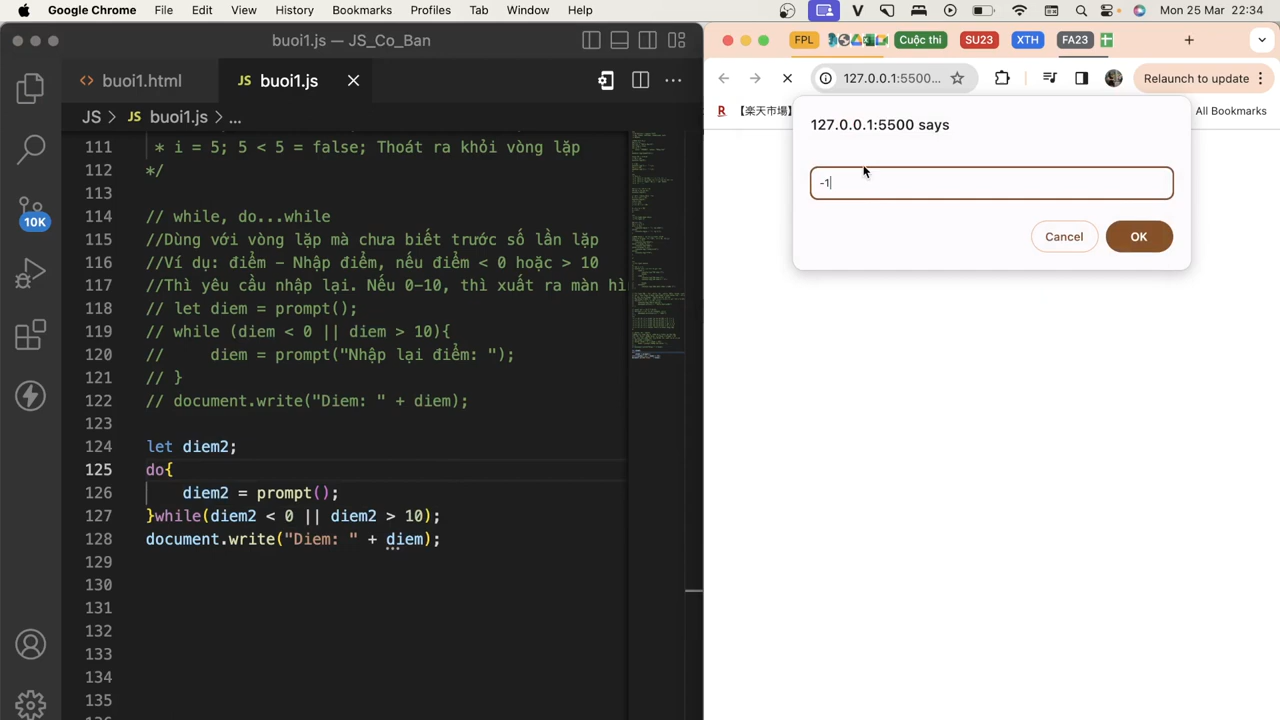 Google Chrome File Edit View History Bookmarks Profiles Tab Window Help Mon 25 Mar 22:34
buoi1.js — JS_Co_Ban
buoi1.html
JS buoi1.js
JS > JS buoi1.js > ...
10K
111 * i = 5; 5 < 5 = false; Thoát ra khỏi vòng lặp
112 */
113
114 // while, do...while
115 //Dùng với vòng lặp mà chưa biết trước số lần lặp
116 //Ví dụ: điểm - Nhập điểm, nếu điểm < 0 hoặc > 10
117 //Thì yêu cầu nhập lại. Nếu 0-10, thì xuất ra màn hì
118 // let diem = prompt();
119 // while (diem < 0 || diem > 10){
120 // diem = prompt("Nhập lại điểm: ");
121 // }
122 // document.write("Diem: " + diem);
123
124 let diem2;
125 do{
126 diem2 = prompt();
127 }while(diem2 < 0 || diem2 > 10);
128 document.write("Diem: " + diem);
129
130
131
132
133
134
135
FPL Cuộc thi SU23 XTH FA23
127.0.0.1:5500... Relaunch to update
R 【楽天市場】 All Bookmarks
127.0.0.1:5500 says
-1
Cancel OK